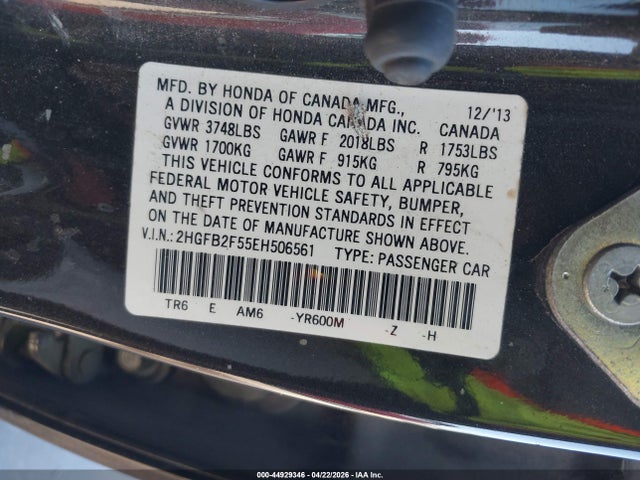 MFD. BY HONDA OF CANADA MFG., 12/'13
A DIVISION OF HONDA CANADA INC. CANADA
GVWR 3748LBS GAWR F 2018LBS R 1753LBS
GVWR 1700KG GAWR F 915KG R 795KG
THIS VEHICLE CONFORMS TO ALL APPLICABLE
FEDERAL MOTOR VEHICLE SAFETY, BUMPER,
AND THEFT PREVENTION STANDARDS IN EFFECT
ON THE DATE OF MANUFACTURE SHOWN ABOVE.
V.I.N.: 2HGFB2F55EH506561 TYPE: PASSENGER CAR
TR6 E AM6 -YR600M -Z -H
000-44929346 - 04/22/2026 - IAA Inc.